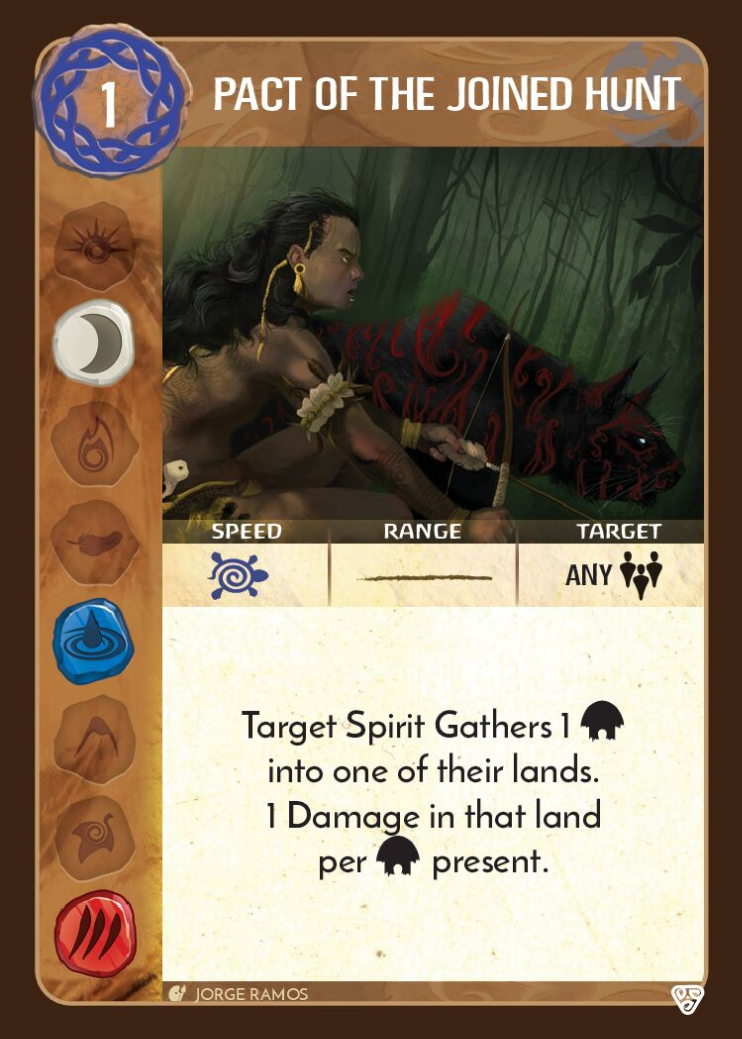 1
PACT OF THE JOINED HUNT
SPEED RANGE TARGET
ANY
Target Spirit Gathers 1
into one of their lands.
1 Damage in that land
per present.
JORGE RAMOS